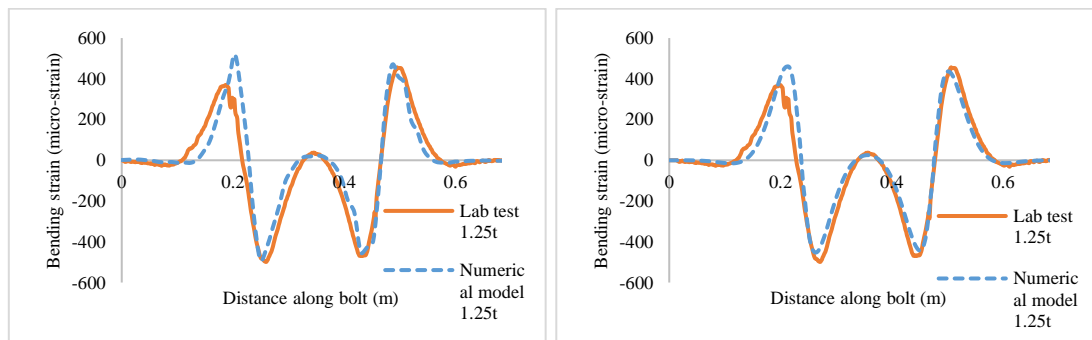 600
400
200
0
-200
-400
-600
0
0.2
0.4
0.6
Bending strain (micro-strain)
Distance along bolt (m)
Lab test
1.25t
Numeric
al model
1.25t
600
400
200
0
-200
-400
-600
0
0.2
0.4
0.6
Bending strain (micro-strain)
Distance along bolt (m)
Lab test
1.25t
Numeric
al model
1.25t